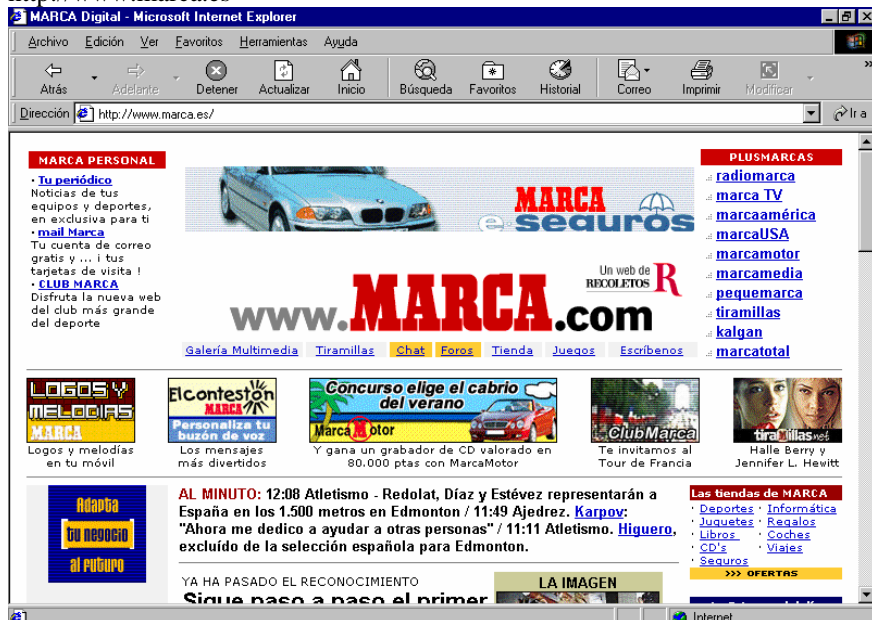 MARCA Digital - Microsoft Internet Explorer
Archivo Edición Ver Favoritos Herramientas Ayuda
Atrás Adelante Detener Actualizar Inicio Búsqueda Favoritos Historial Correo Imprimir Modificar
Dirección http://www.marca.es/ Ir a
MARCA PERSONAL
· Tu periódico
Noticias de tus
equipos y deportes,
en exclusiva para ti
· mail Marca
Tu cuenta de correo
gratis y ... i tus
tarjetas de visita !
· CLUB MARCA
Disfruta la nueva web
del club más grande
del deporte
MARCA
e-seguros
Un web de
RECOLETOS R
www.MARCA.com
Galería Multimedia Tiramillas Chat Foros Tienda Juegos Escríbenos
PLUSMARCAS
radiomarca
marca TV
marcaamérica
marcaUSA
marcamotor
marcamedia
pequemarca
tiramillas
kalgan
marcatotal
LOGOS Y
MELODIAS
MARCA
Logos y melodías
en tu móvil
El contestón
MARCA
Personaliza tu
buzón de voz
Los mensajes
más divertidos
Concurso elige el cabrio
del verano
MarcaMotor
Y gana un grabador de CD valorado en
80.000 ptas con MarcaMotor
ClubMarca
Te invitamos al
Tour de Francia
tiramillas.net
Halle Berry y
Jennifer L. Hewitt
Adapta
tu negocio
al futuro
AL MINUTO: 12:08 Atletismo - Redolat, Díaz y Estévez representarán a
España en los 1.500 metros en Edmonton / 11:49 Ajedrez. Karpov:
"Ahora me dedico a ayudar a otras personas" / 11:11 Atletismo. Higuero,
excluído de la selección española para Edmonton.
YA HA PASADO EL RECONOCIMIENTO
Sigue paso a paso el primer
LA IMAGEN
Las tiendas de MARCA
· Deportes · Informática
· Juguetes · Regalos
· Libros · Coches
· CD's · Viajes
· Seguros
>>> OFERTAS
Internet